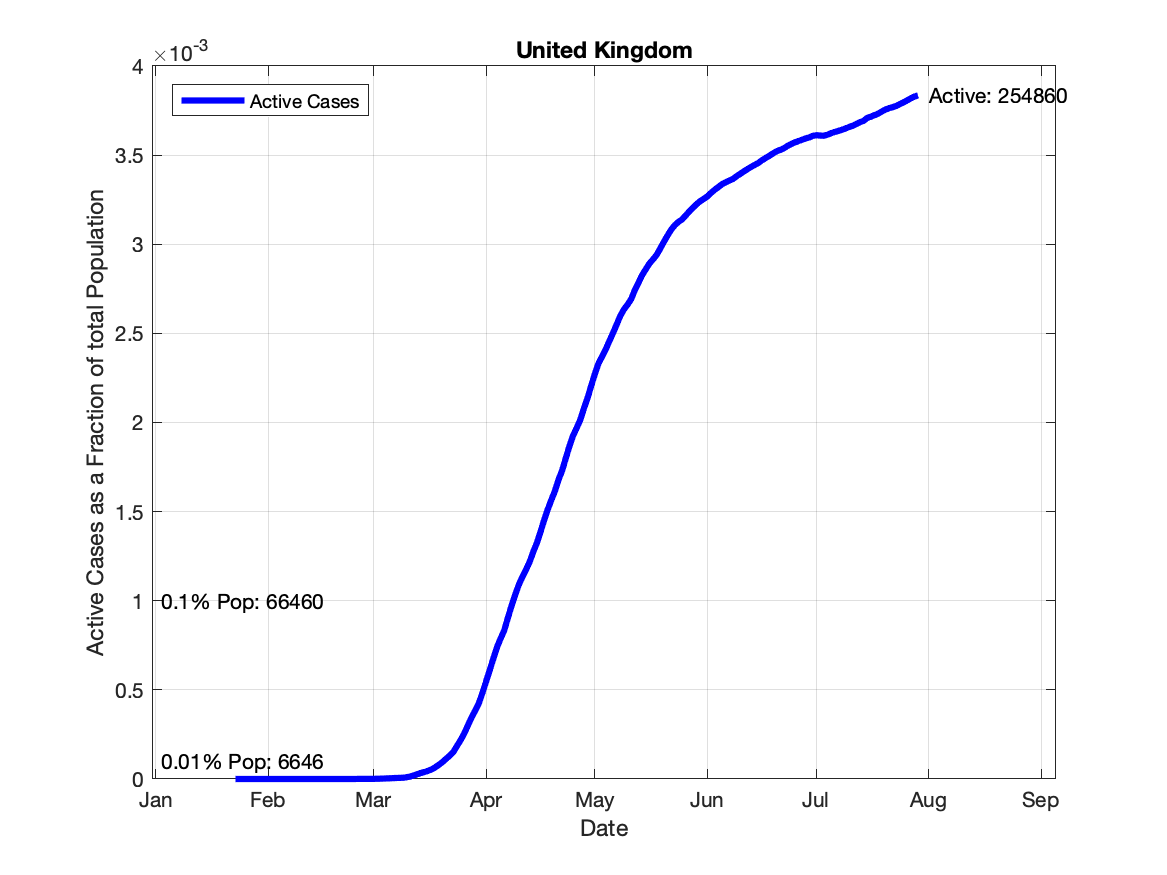 United Kingdom
×10-3
4
3.5
3
2.5
2
1.5
1
0.5
0
Active Cases as a Fraction of total Population
Active Cases
Active: 254860
0.1% Pop: 66460
0.01% Pop: 6646
Jan Feb Mar Apr May Jun Jul Aug Sep
Date